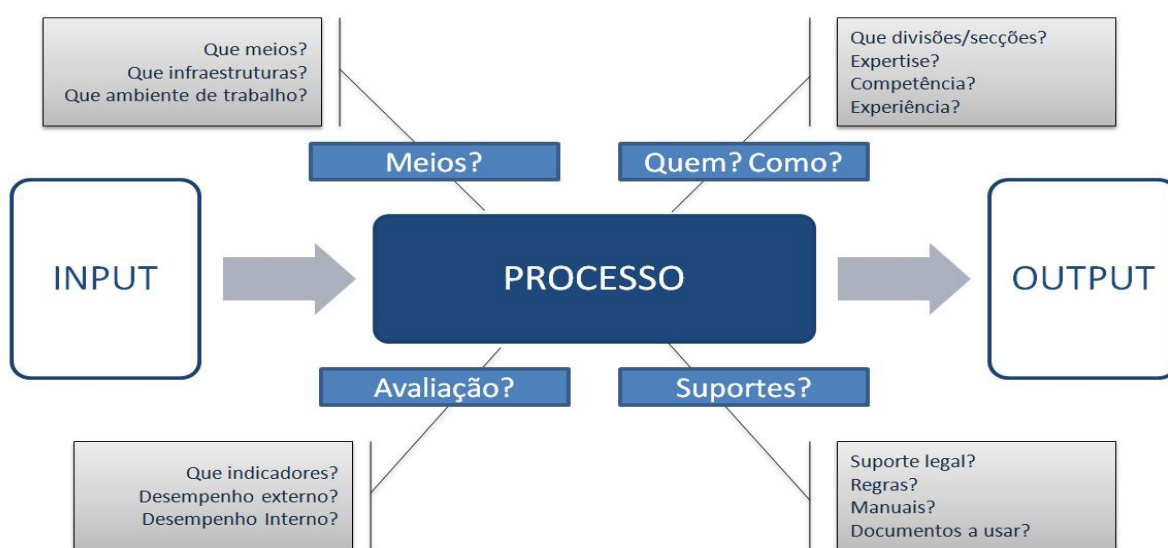 Que meios?
Que infraestruturas?
Que ambiente de trabalho?
Que divisões/secções?
Expertise?
Competência?
Experiência?
Meios?
Quem? Como?
INPUT
PROCESSO
OUTPUT
Avaliação?
Suportes?
Que indicadores?
Desempenho externo?
Desempenho Interno?
Suporte legal?
Regras?
Manuais?
Documentos a usar?